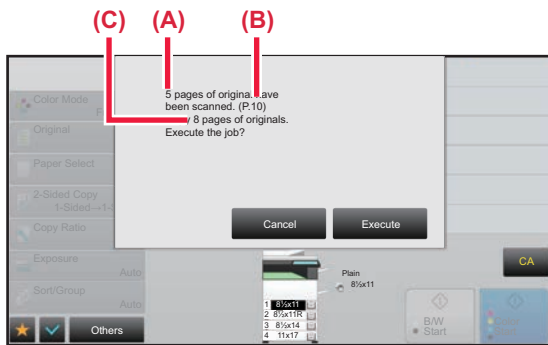 (C) (A) (B)
5 pages of original have
been scanned. (P.10)
8 pages of originals.
Execute the job?
Cancel
Execute
Color Mode
Original
Paper Select
2-Sided Copy
1-Sided→1-
Copy Ratio
Exposure
Auto
Sort/Group
Auto
Others
Plain
8½x11
1 8½x11
2 8½x11R
3 8½x14
4 11x17
CA
B/W
Start
Start